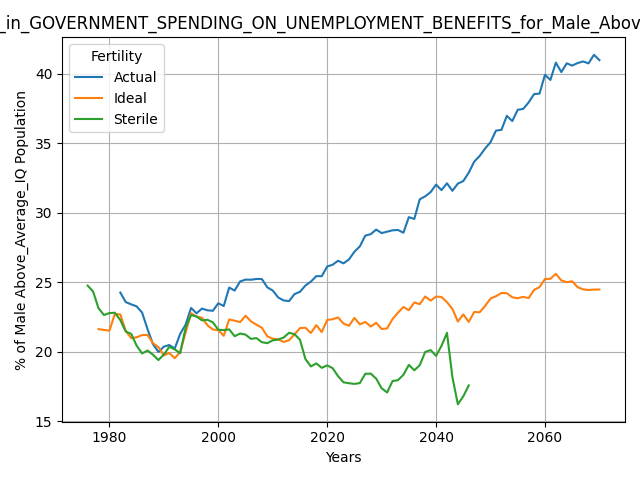 _in_GOVERNMENT_SPENDING_ON_UNEMPLOYMENT_BENEFITS_for_Male_Abov
Fertility
Actual
Ideal
Sterile
% of Male Above_Average_IQ Population
40
35
30
25
20
15
1980
2000
2020
2040
2060
Years